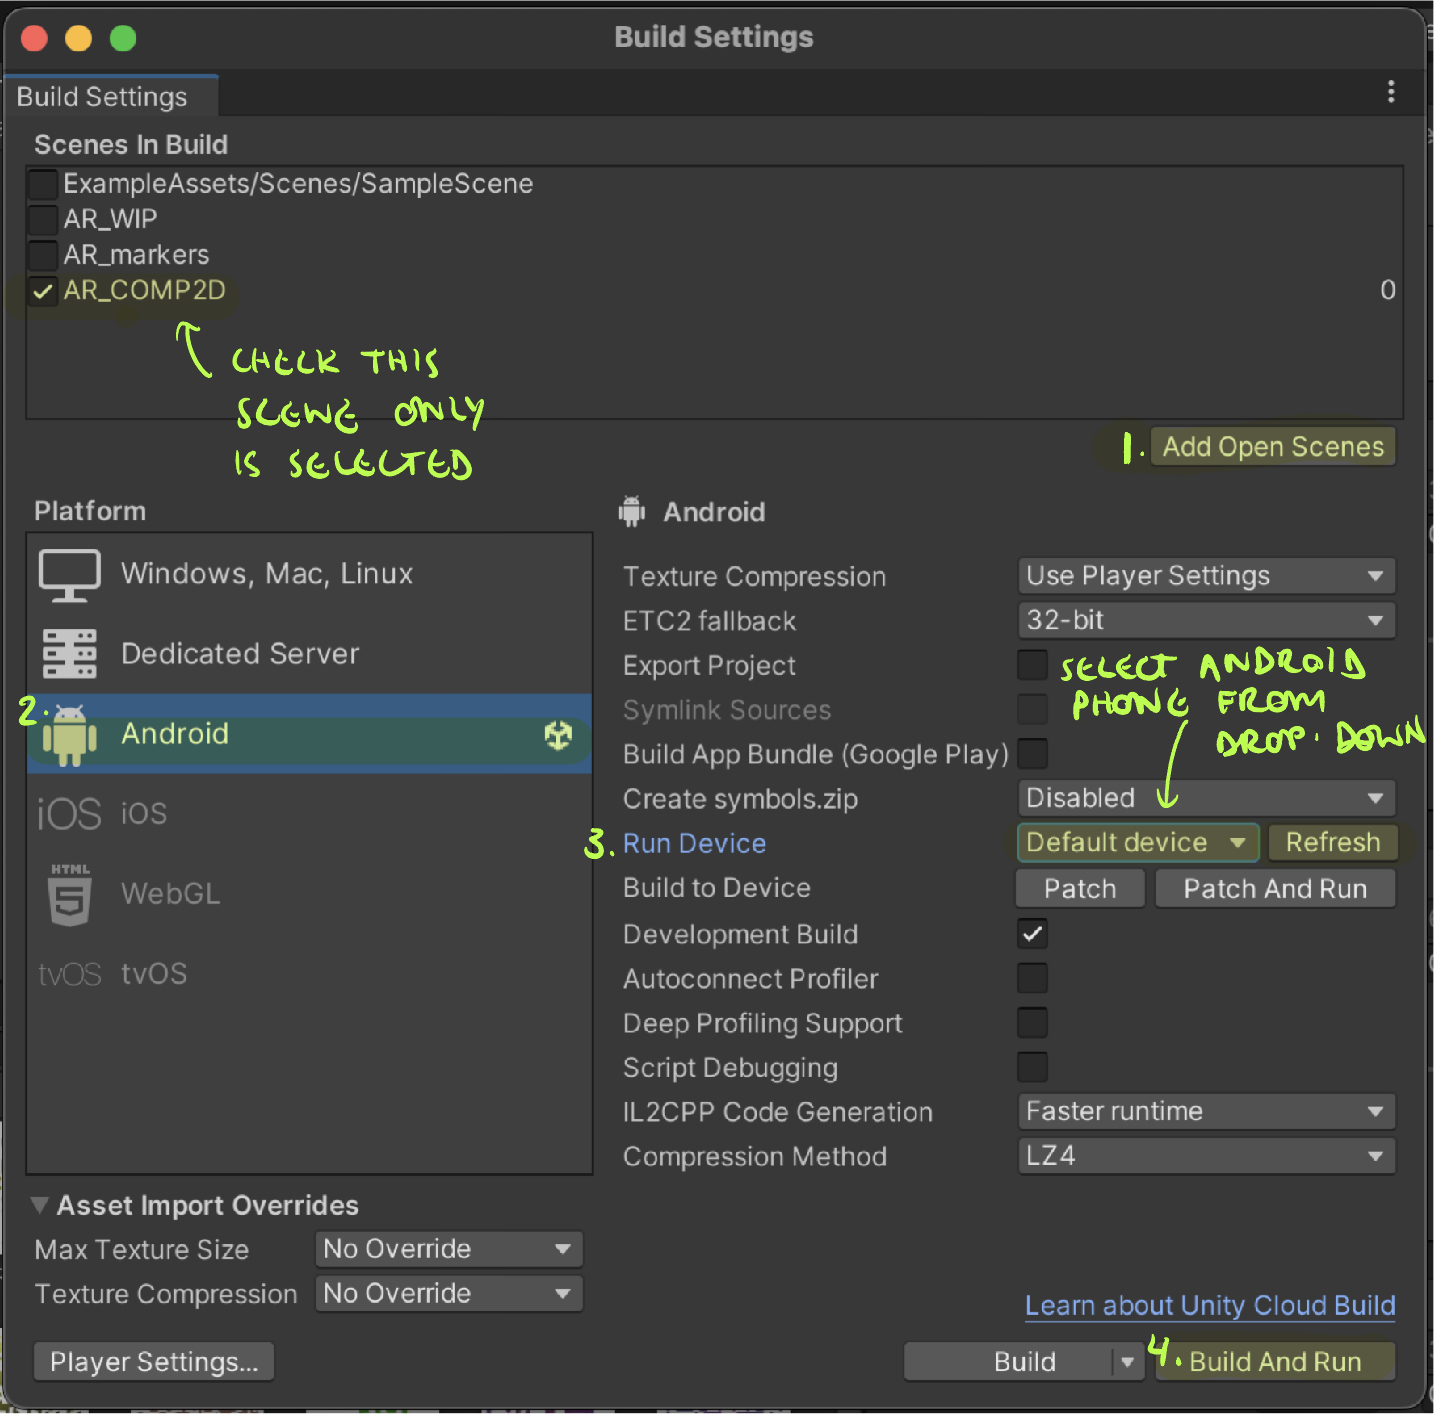 Build Settings
Build Settings
Scenes In Build
ExampleAssets/Scenes/SampleScene
AR_WIP
AR_markers
AR_COMP2D 0
CHECK THIS
SCENE ONLY
IS SELECTED
1. Add Open Scenes
Platform
Windows, Mac, Linux
Dedicated Server
2. Android
iOS iOS
HTML 5 WebGL
tvOS tvOS
Android
Texture Compression Use Player Settings
ETC2 fallback 32-bit
Export Project
Symlink Sources
Build App Bundle (Google Play)
SELECT ANDROID
PHONE FROM
DROP·DOWN
Create symbols.zip Disabled
3. Run Device Default device Refresh
Build to Device Patch Patch And Run
Development Build
Autoconnect Profiler
Deep Profiling Support
Script Debugging
IL2CPP Code Generation Faster runtime
Compression Method LZ4
Asset Import Overrides
Max Texture Size No Override
Texture Compression No Override
Learn about Unity Cloud Build
Player Settings... Build 4. Build And Run